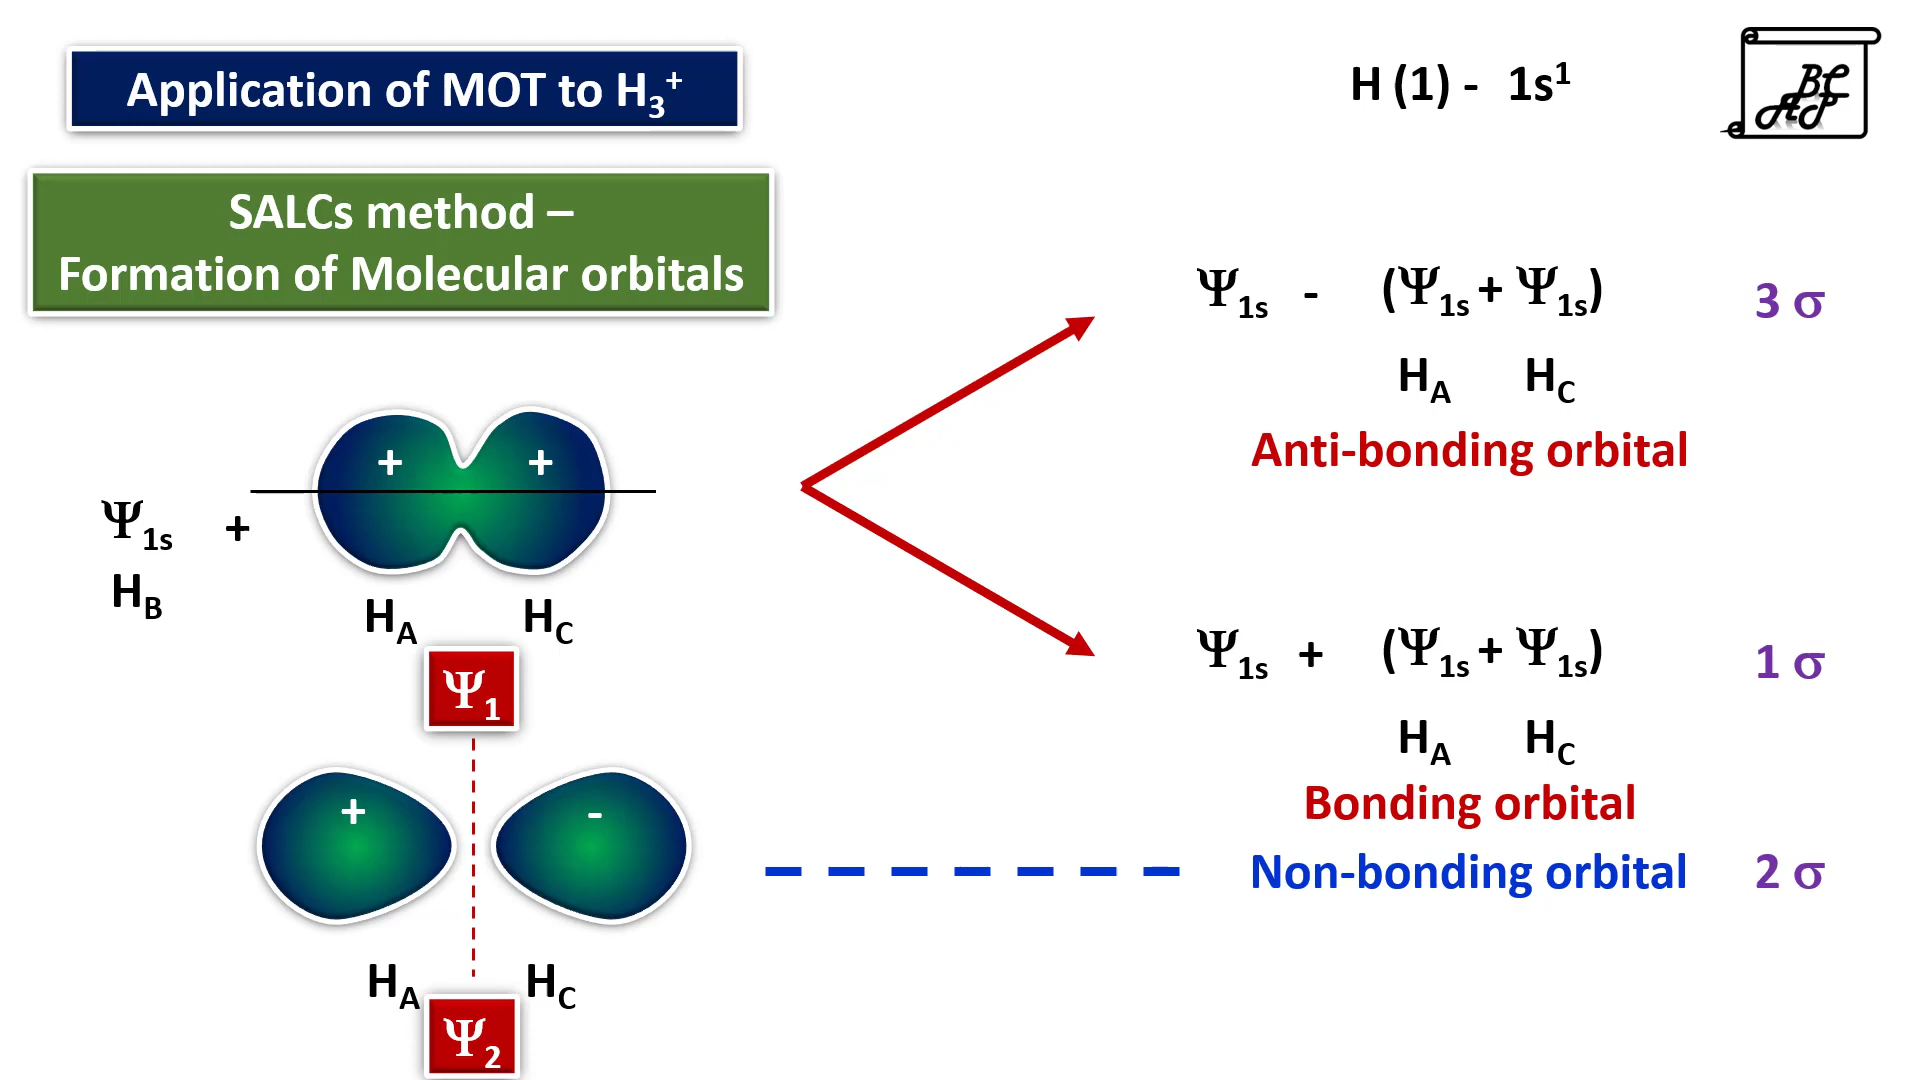 Application of MOT to H₃⁺
H (1) - 1s¹
BC
AP
SALCs method –
Formation of Molecular orbitals
Ψ1s - (Ψ1s + Ψ1s) 3 σ
HA HC
Anti-bonding orbital
+ +
Ψ1s +
HB
HA HC
Ψ1
Ψ1s + (Ψ1s + Ψ1s) 1 σ
HA HC
Bonding orbital
+ -
Non-bonding orbital 2 σ
HA HC
Ψ2